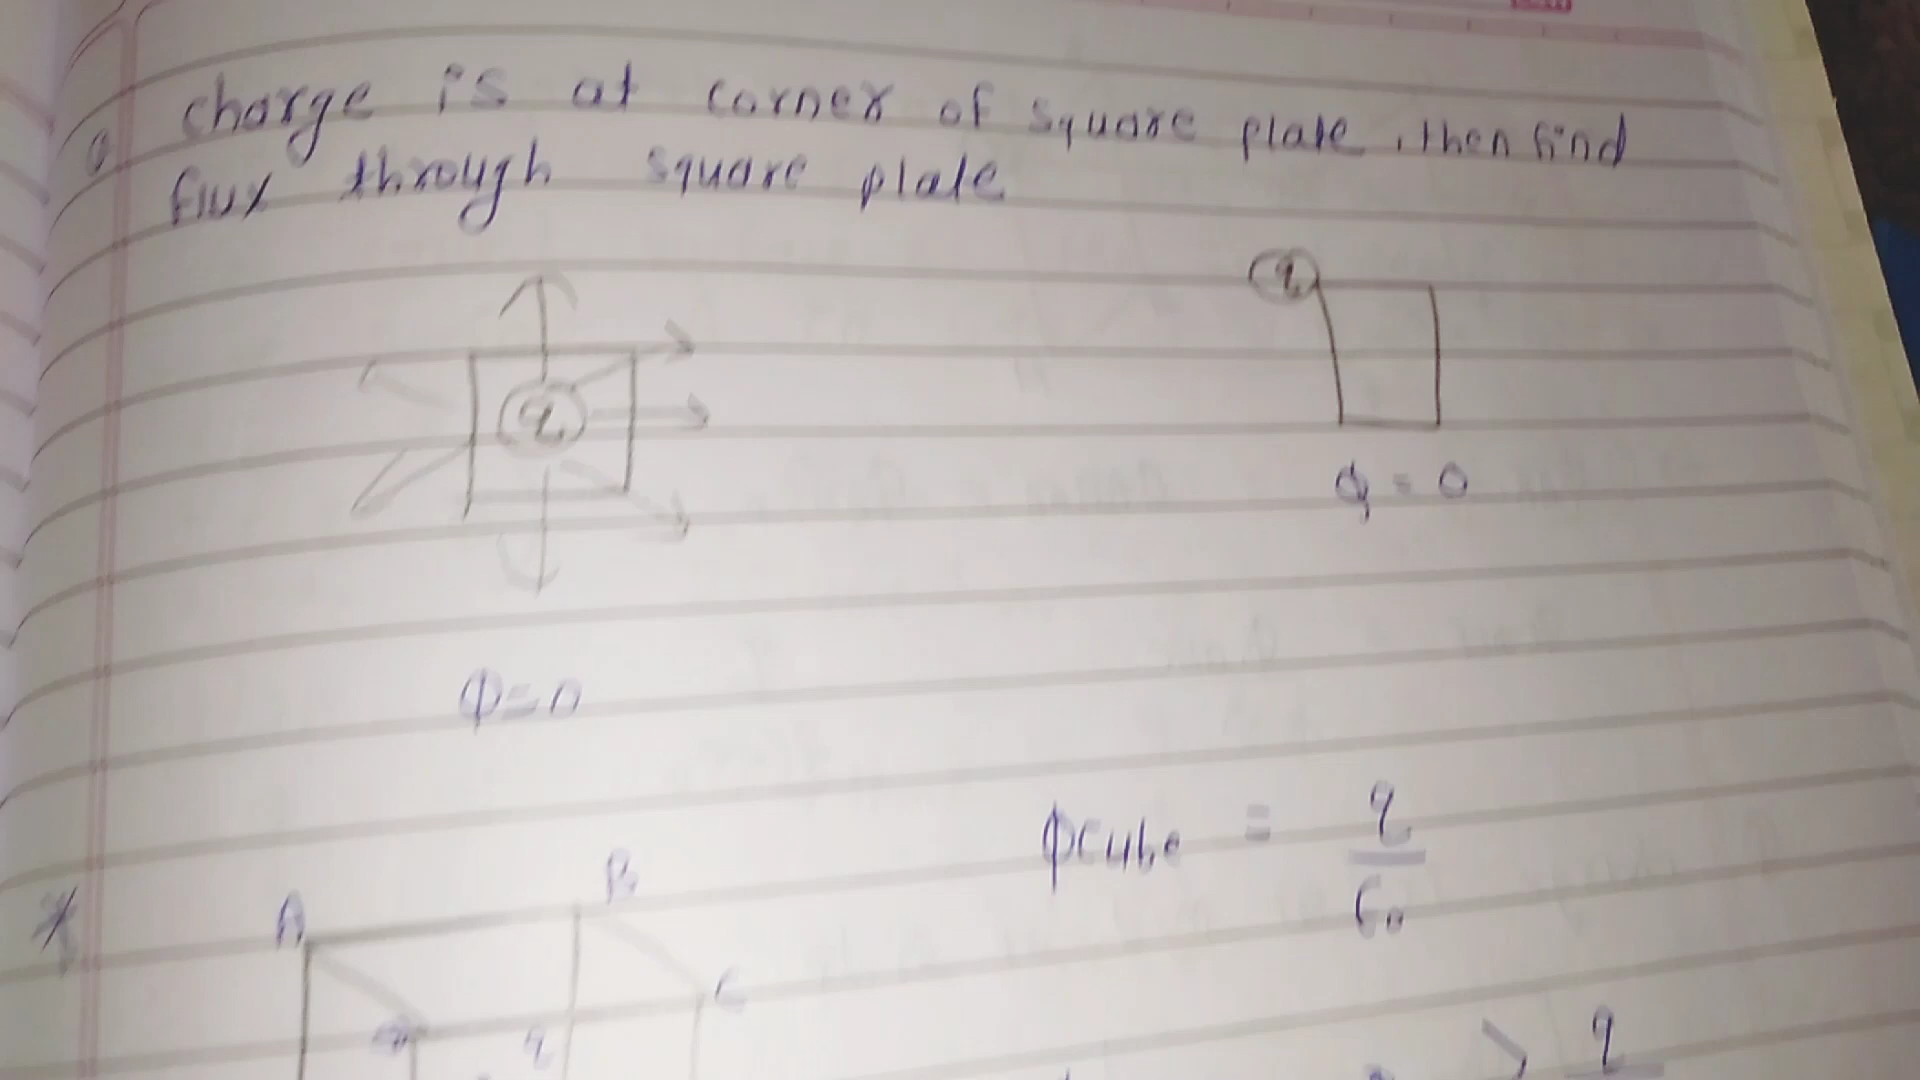 Q charge is at corner of square plate, then find
flux through square plate
q
q
ϕ = 0
ϕ = 0
ϕcube = q/ϵ0
*
A
B
C
D
q
q